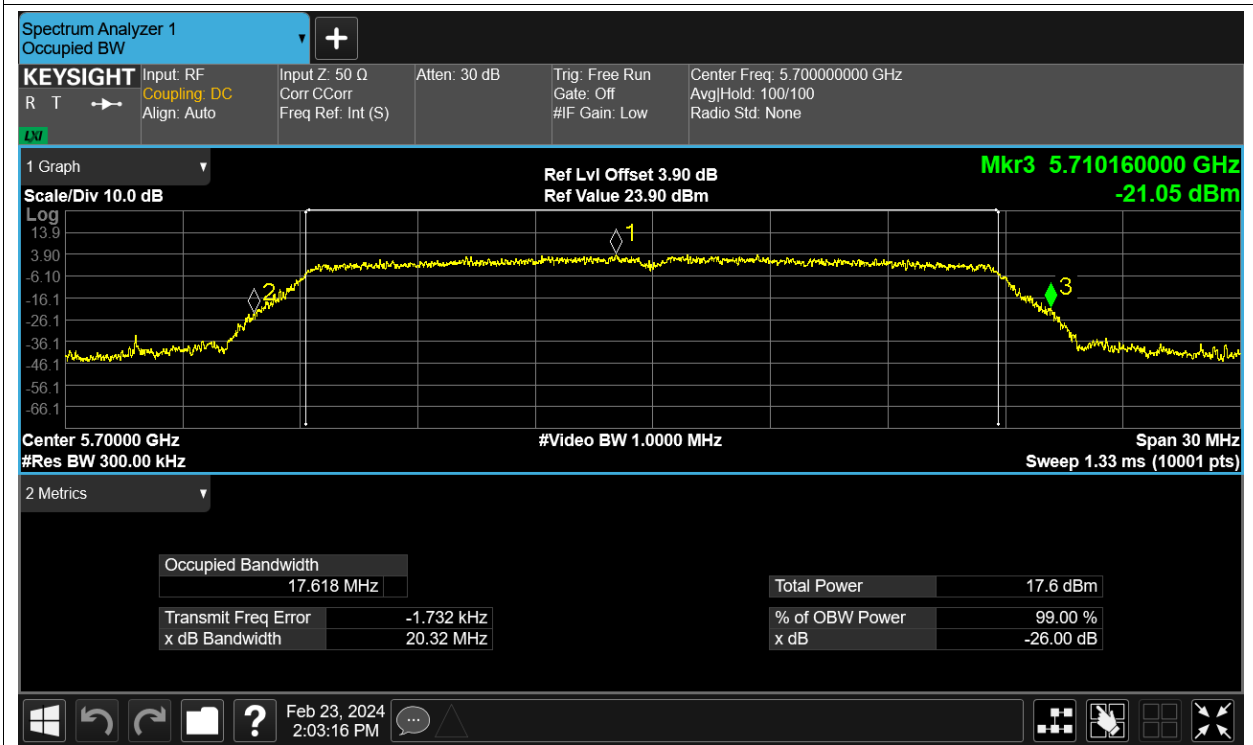 Spectrum Analyzer 1
Occupied BW
KEYSIGHT
R T
LXI
Input: RF
Coupling: DC
Align: Auto
Input Z: 50 Ω
Corr CCorr
Freq Ref: Int (S)
Atten: 30 dB
Trig: Free Run
Gate: Off
#IF Gain: Low
Center Freq: 5.700000000 GHz
Avg|Hold: 100/100
Radio Std: None
1 Graph
Scale/Div 10.0 dB
Ref Lvl Offset 3.90 dB
Ref Value 23.90 dBm
Mkr3 5.710160000 GHz
-21.05 dBm
Log
13.9
3.90
-6.10
-16.1
-26.1
-36.1
-46.1
-56.1
-66.1
1
2
3
Center 5.70000 GHz
#Res BW 300.00 kHz
#Video BW 1.0000 MHz
Span 30 MHz
Sweep 1.33 ms (10001 pts)
2 Metrics
Occupied Bandwidth
17.618 MHz
Transmit Freq Error -1.732 kHz
x dB Bandwidth 20.32 MHz
Total Power 17.6 dBm
% of OBW Power 99.00 %
x dB -26.00 dB
?
Feb 23, 2024
2:03:16 PM